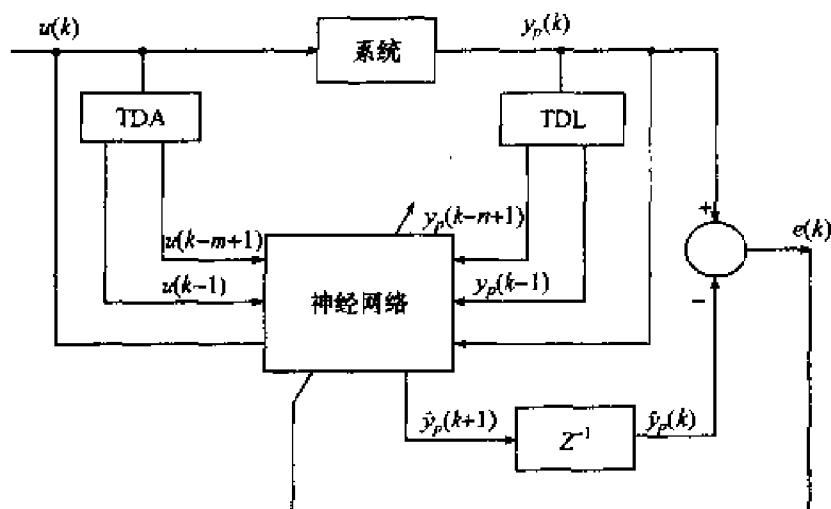 u(k)
系统
y_p(k)
TDA
TDL
u(k-m+1)
y_p(k-n+1)
+
e(k)
u(k-1)
神经网络
y_p(k-1)
−
ŷ_p(k+1)
Z⁻¹
ŷ_p(k)